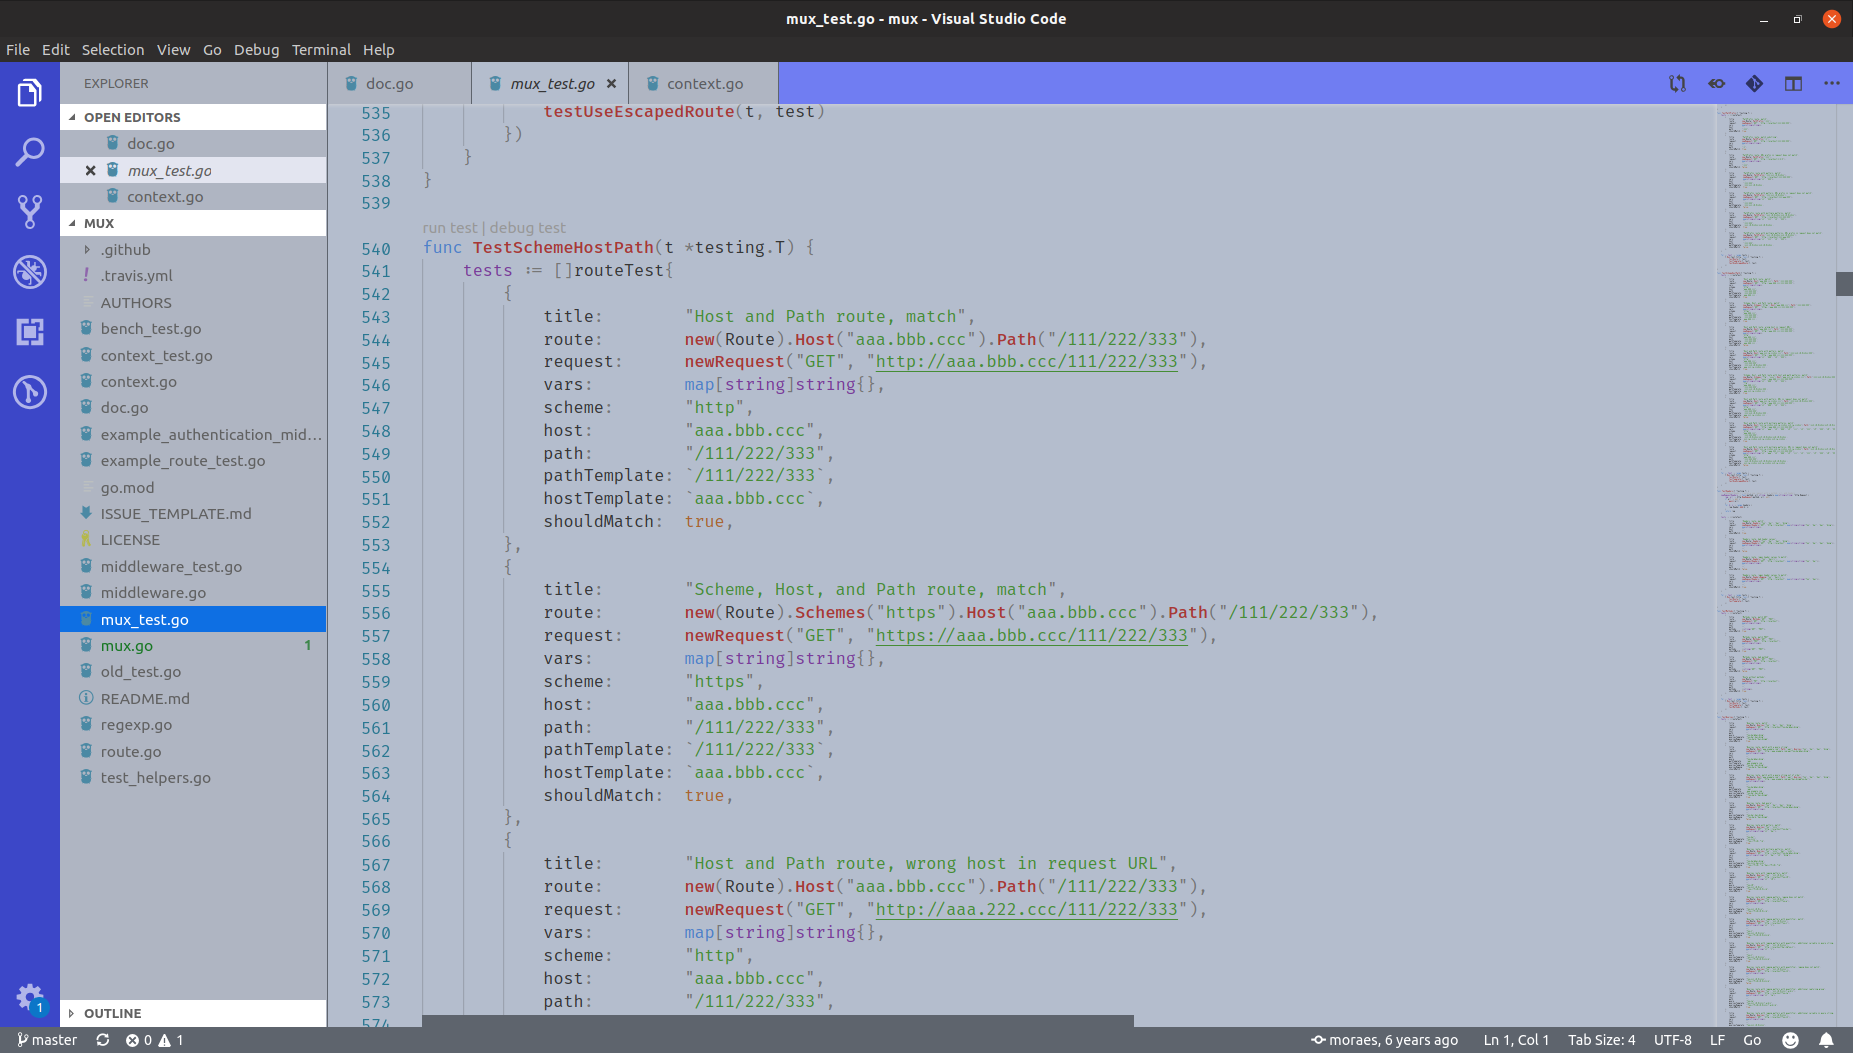 mux_test.go - mux - Visual Studio Code
File Edit Selection View Go Debug Terminal Help
EXPLORER
OPEN EDITORS
doc.go
mux_test.go
context.go
MUX
.github
.travis.yml
AUTHORS
bench_test.go
context_test.go
context.go
doc.go
example_authentication_mid...
example_route_test.go
go.mod
ISSUE_TEMPLATE.md
LICENSE
middleware_test.go
middleware.go
mux_test.go
mux.go 1
old_test.go
README.md
regexp.go
route.go
test_helpers.go
OUTLINE
1
doc.go mux_test.go context.go
535 testUseEscapedRoute(t, test)
536 })
537 }
538 }
539
run test | debug test
540 func TestSchemeHostPath(t *testing.T) {
541 tests := []routeTest{
542 {
543 title: "Host and Path route, match",
544 route: new(Route).Host("aaa.bbb.ccc").Path("/111/222/333"),
545 request: newRequest("GET", "http://aaa.bbb.ccc/111/222/333"),
546 vars: map[string]string{},
547 scheme: "http",
548 host: "aaa.bbb.ccc",
549 path: "/111/222/333",
550 pathTemplate: `/111/222/333`,
551 hostTemplate: `aaa.bbb.ccc`,
552 shouldMatch: true,
553 },
554 {
555 title: "Scheme, Host, and Path route, match",
556 route: new(Route).Schemes("https").Host("aaa.bbb.ccc").Path("/111/222/333"),
557 request: newRequest("GET", "https://aaa.bbb.ccc/111/222/333"),
558 vars: map[string]string{},
559 scheme: "https",
560 host: "aaa.bbb.ccc",
561 path: "/111/222/333",
562 pathTemplate: `/111/222/333`,
563 hostTemplate: `aaa.bbb.ccc`,
564 shouldMatch: true,
565 },
566 {
567 title: "Host and Path route, wrong host in request URL",
568 route: new(Route).Host("aaa.bbb.ccc").Path("/111/222/333"),
569 request: newRequest("GET", "http://aaa.222.ccc/111/222/333"),
570 vars: map[string]string{},
571 scheme: "http",
572 host: "aaa.bbb.ccc",
573 path: "/111/222/333",
574
master 0 1 moraes, 6 years ago Ln 1, Col 1 Tab Size: 4 UTF-8 LF Go